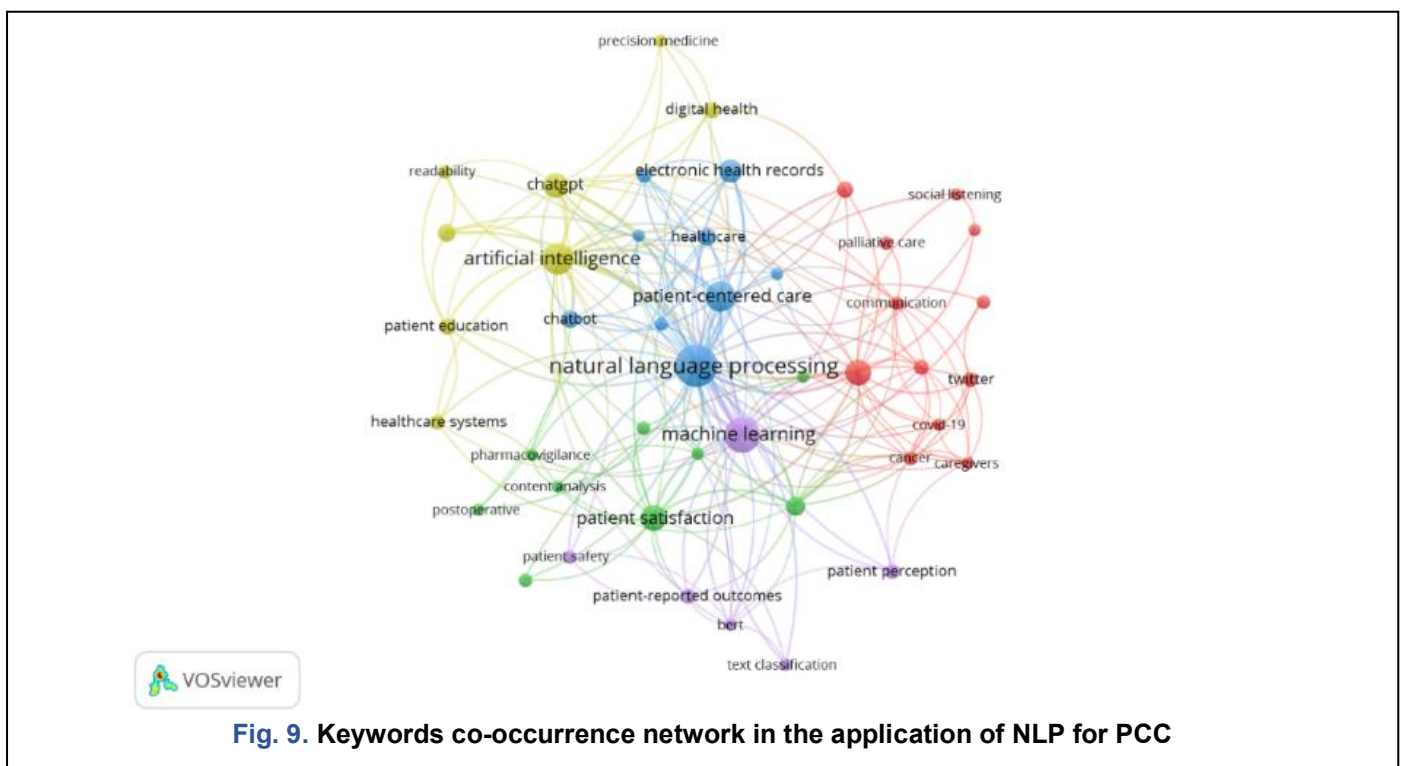 precision medicine
digital health
readability
chatgpt
electronic health records
social listening
healthcare
palliative care
artificial intelligence
patient-centered care
communication
patient education
chatbot
natural language processing
twitter
healthcare systems
covid-19
machine learning
pharmacovigilance
cancer
caregivers
content analysis
postoperative
patient satisfaction
patient safety
patient perception
patient-reported outcomes
bert
text classification
VOSviewer
Fig. 9. Keywords co-occurrence network in the application of NLP for PCC